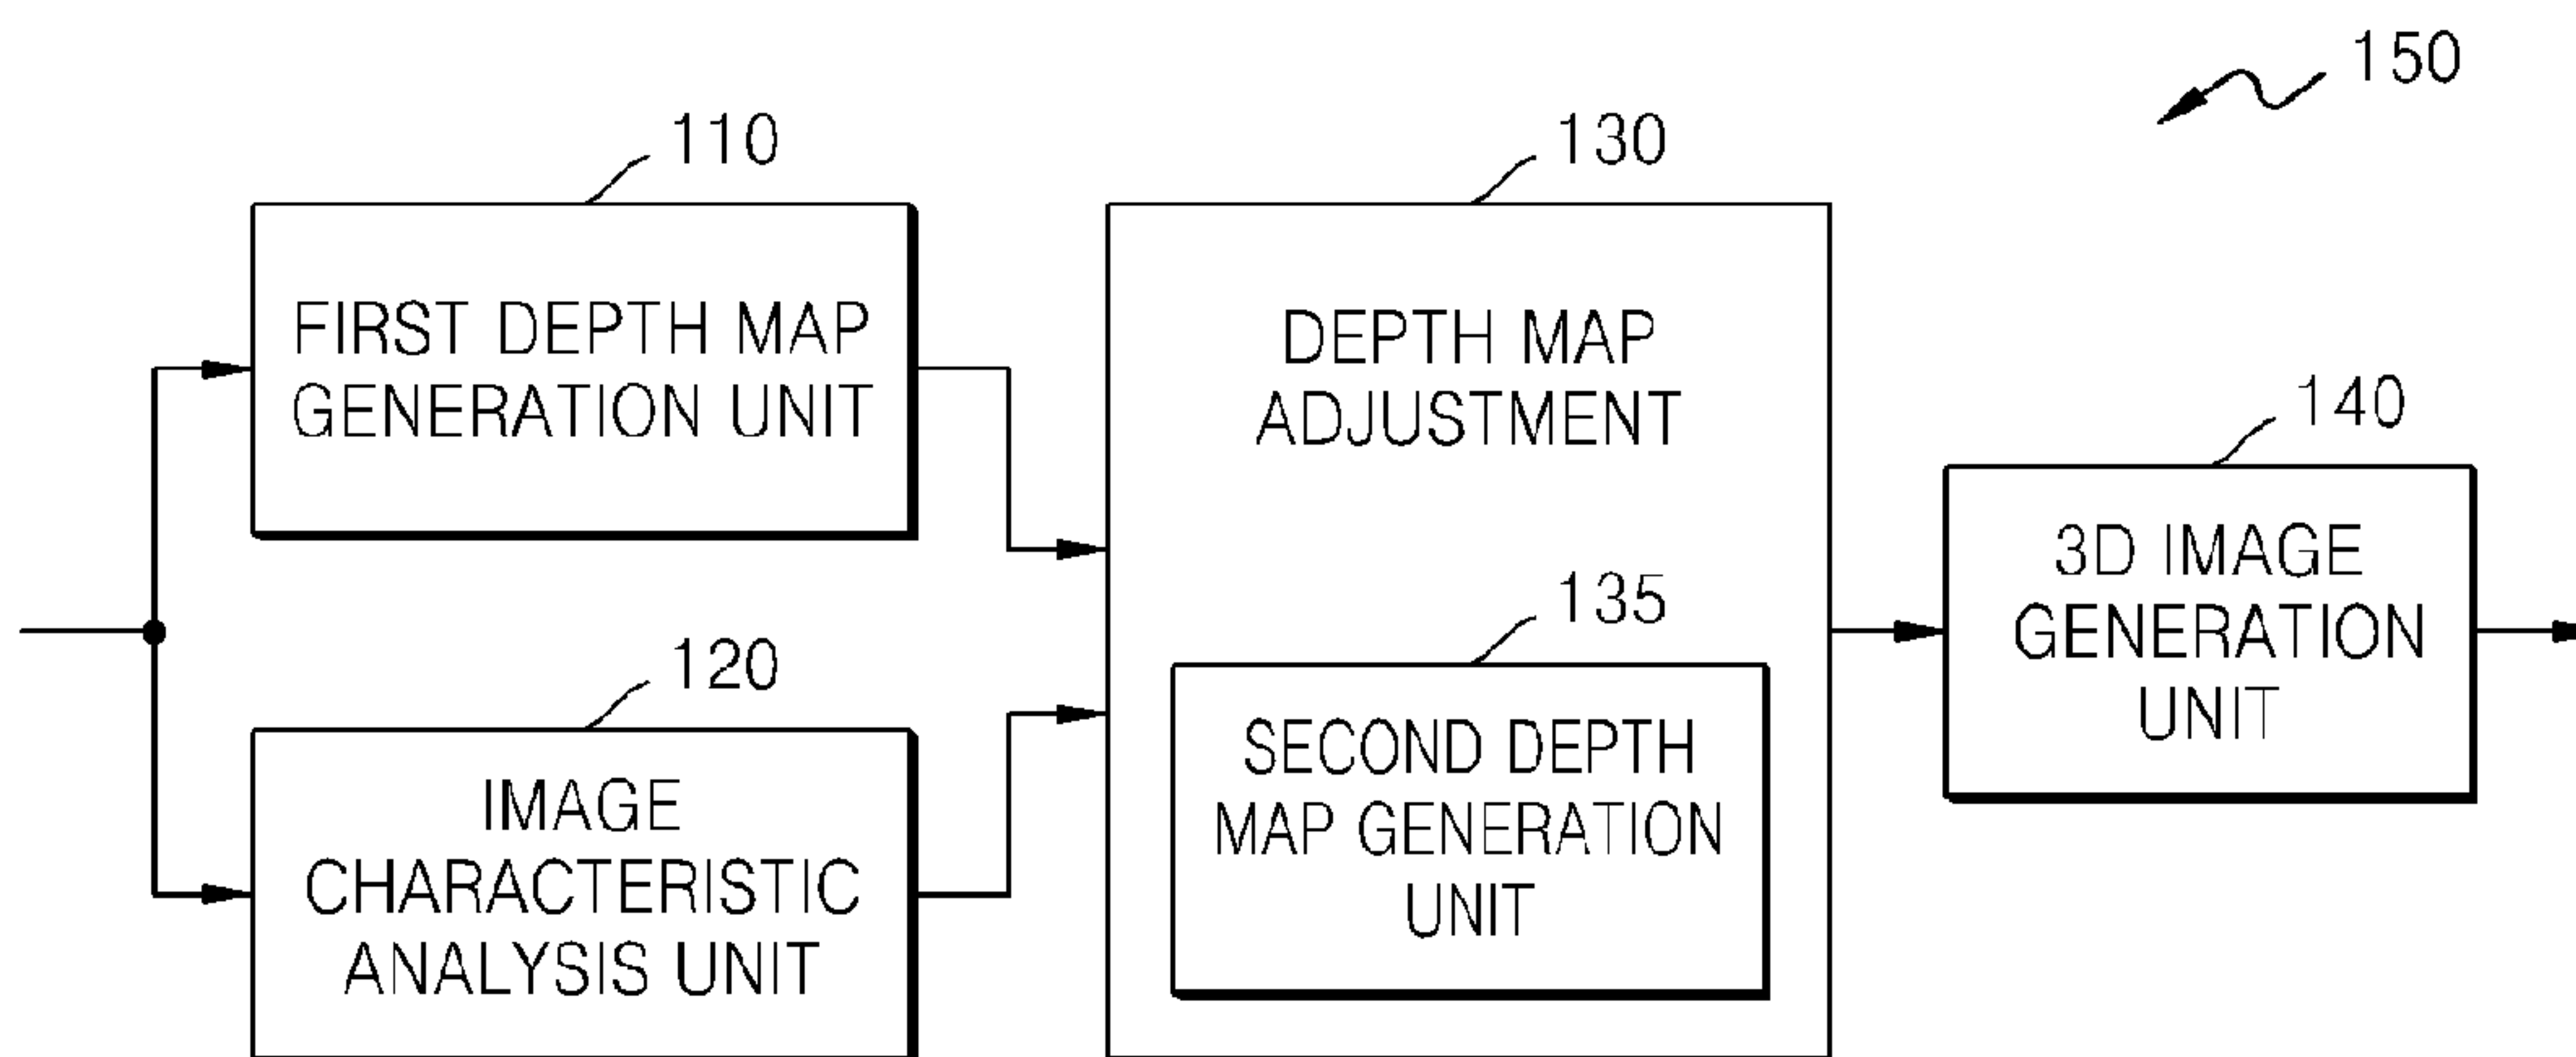 150
110
FIRST DEPTH MAP
GENERATION UNIT
120
IMAGE
CHARACTERISTIC
ANALYSIS UNIT
130
DEPTH MAP
ADJUSTMENT
135
SECOND DEPTH
MAP GENERATION
UNIT
140
3D IMAGE
GENERATION
UNIT